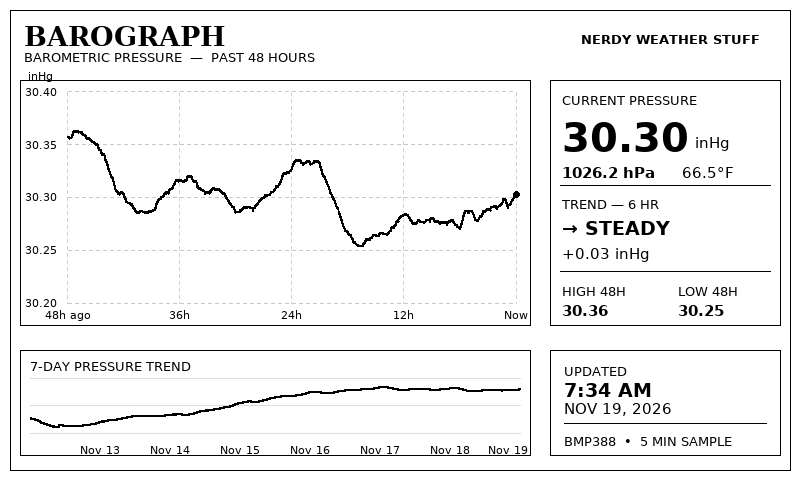 BAROGRAPH
BAROMETRIC PRESSURE — PAST 48 HOURS
NERDY WEATHER STUFF
inHg
30.40
30.35
30.30
30.25
30.20
48h ago 36h 24h 12h Now
CURRENT PRESSURE
30.30 inHg
1026.2 hPa 66.5°F
TREND — 6 HR
→ STEADY
+0.03 inHg
HIGH 48H LOW 48H
30.36 30.25
7-DAY PRESSURE TREND
Nov 13 Nov 14 Nov 15 Nov 16 Nov 17 Nov 18 Nov 19
UPDATED
7:34 AM
NOV 19, 2026
BMP388 • 5 MIN SAMPLE